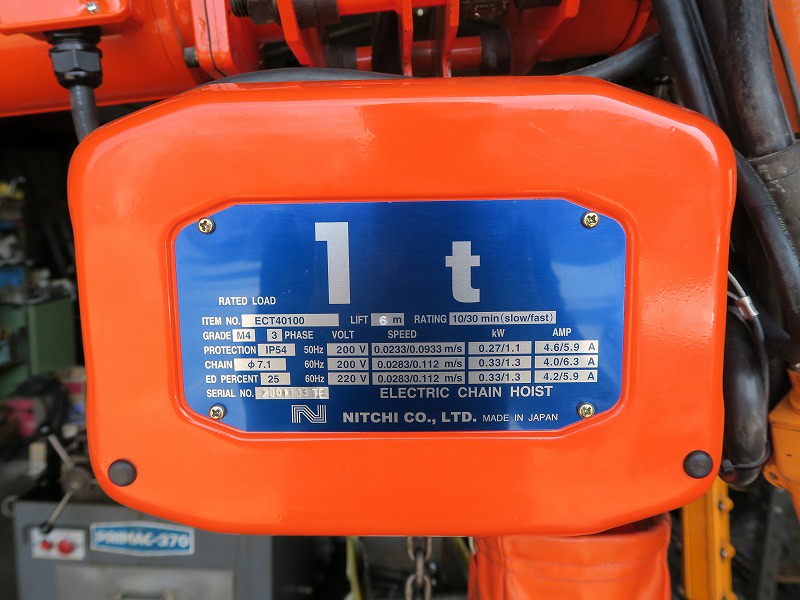 1 t
RATED LOAD
ITEM NO. ECT40100 LIFT 6 m RATING 10/30 min(slow/fast)
GRADE M4 3 PHASE VOLT SPEED kW AMP
PROTECTION IP54 50Hz 200 V 0.0233/0.0933 m/s 0.27/1.1 4.6/5.9 A
CHAIN φ7.1 60Hz 200 V 0.0283/0.112 m/s 0.33/1.3 4.0/6.3 A
ED PERCENT 25 60Hz 220 V 0.0283/0.112 m/s 0.33/1.3 4.2/5.9 A
SERIAL NO. ELECTRIC CHAIN HOIST
N NITCHI CO., LTD. MADE IN JAPAN
PRIMAC-370